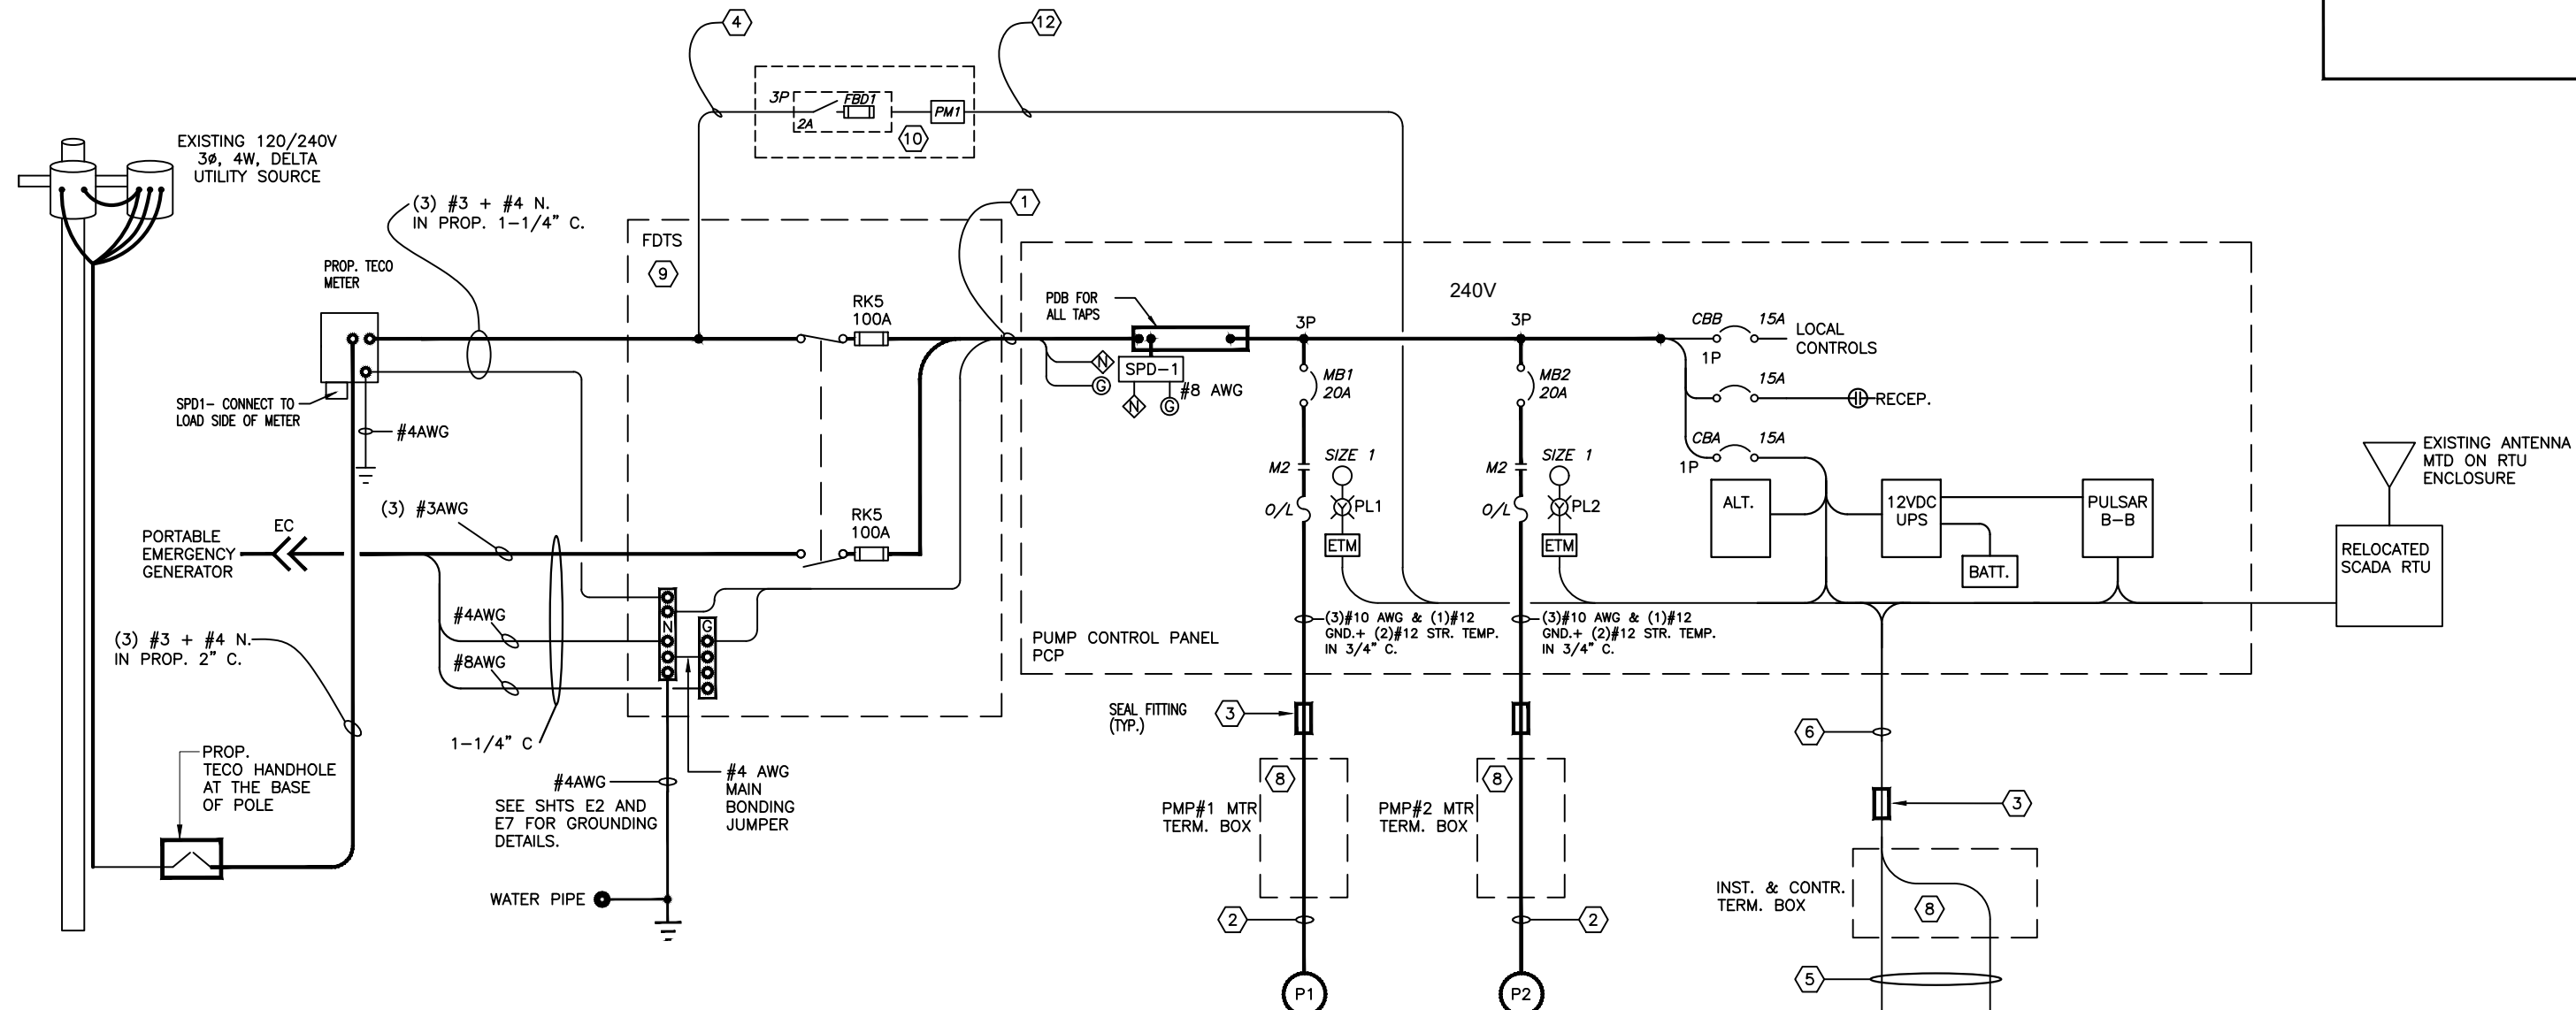 4
12
3P
FBD1
2A
PM1
10
EXISTING 120/240V
3ø, 4W, DELTA
UTILITY SOURCE
(3) #3 + #4 N.
IN PROP. 1-1/4" C.
1
FDTS
9
PROP. TECO
METER
RK5
100A
PDB FOR
ALL TAPS
240V
3P
3P
CBB
15A
1P
LOCAL
CONTROLS
N
G
SPD-1
N
G
#8 AWG
MB1
20A
MB2
20A
15A
RECEP.
SPD1- CONNECT TO
LOAD SIDE OF METER
#4AWG
CBA
15A
1P
EXISTING ANTENNA
MTD ON RTU
ENCLOSURE
M2
SIZE 1
O/L
Y
PL1
ETM
M2
SIZE 1
O/L
Y
PL2
ETM
ALT.
12VDC
UPS
PULSAR
B-B
BATT.
RELOCATED
SCADA RTU
(3) #3AWG
RK5
100A
PORTABLE
EMERGENCY
GENERATOR
EC
#4AWG
#8AWG
N
G
(3) #3 + #4 N.
IN PROP. 2" C.
1-1/4" C
PUMP CONTROL PANEL
PCP
(3)#10 AWG & (1)#12
GND.+ (2)#12 STR. TEMP.
IN 3/4" C.
(3)#10 AWG & (1)#12
GND.+ (2)#12 STR. TEMP.
IN 3/4" C.
SEAL FITTING
(TYP.)
3
6
PROP.
TECO HANDHOLE
AT THE BASE
OF POLE
#4AWG
SEE SHTS E2 AND
E7 FOR GROUNDING
DETAILS.
#4 AWG
MAIN
BONDING
JUMPER
8
PMP#1 MTR
TERM. BOX
8
PMP#2 MTR
TERM. BOX
3
WATER PIPE
INST. & CONTR.
TERM. BOX
8
2
2
5
P1
P2